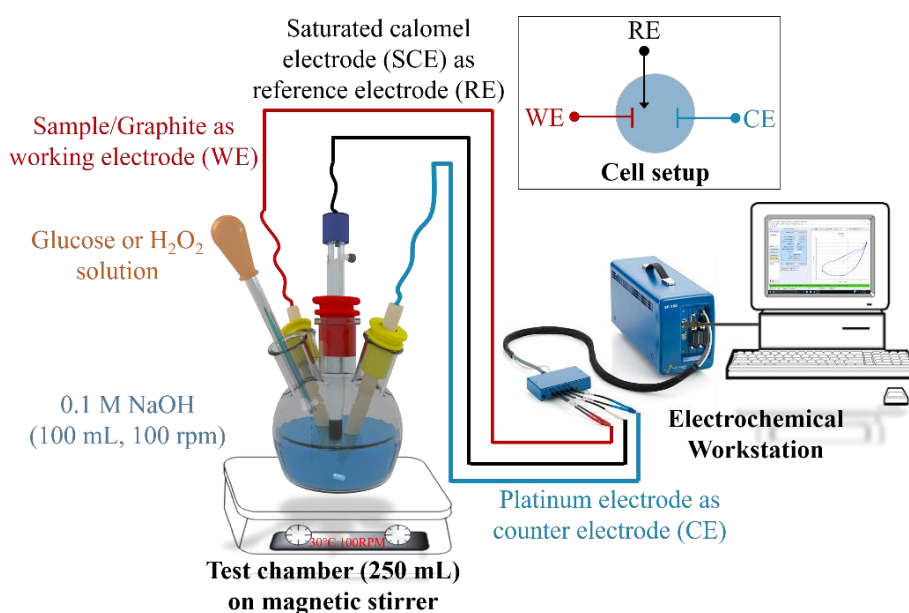 Saturated calomel
electrode (SCE) as
reference electrode (RE)
Sample/Graphite as
working electrode (WE)
Glucose or H₂O₂
solution
0.1 M NaOH
(100 mL, 100 rpm)
30°C 100RPM
Test chamber (250 mL)
on magnetic stirrer
RE
WE
CE
Cell setup
Electrochemical
Workstation
Platinum electrode as
counter electrode (CE)